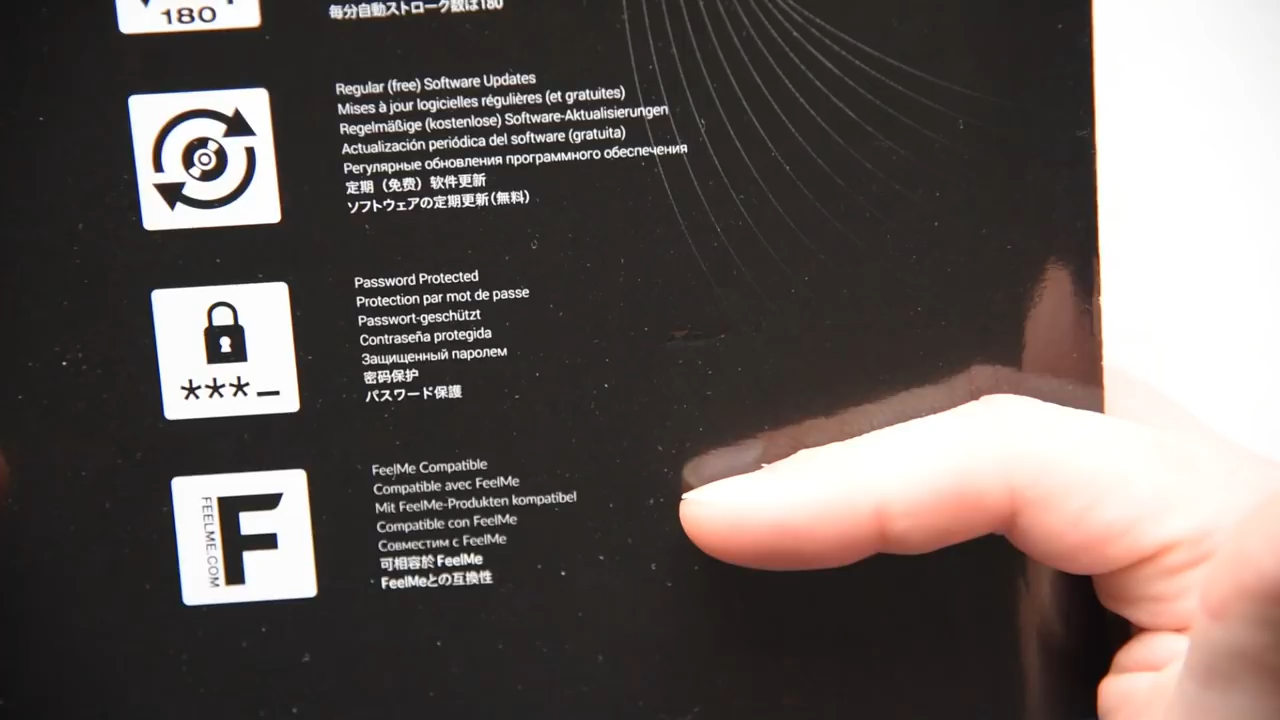 180
毎分自動ストローク数は180
Regular (free) Software Updates
Mises à jour logicielles régulières (et gratuites)
Regelmäßige (kostenlose) Software-Aktualisierungen
Actualización periódica del software (gratuita)
Регулярные обновления программного обеспечения
定期（免费）软件更新
ソフトウェアの定期更新（無料）
***_
Password Protected
Protection par mot de passe
Passwort-geschützt
Contraseña protegida
Защищенный паролем
密码保护
パスワード保護
FEELME.COM
F
FeelMe Compatible
Compatible avec FeelMe
Mit FeelMe-Produkten kompatibel
Compatible con FeelMe
Совместим с FeelMe
可相容於 FeelMe
FeelMeとの互換性